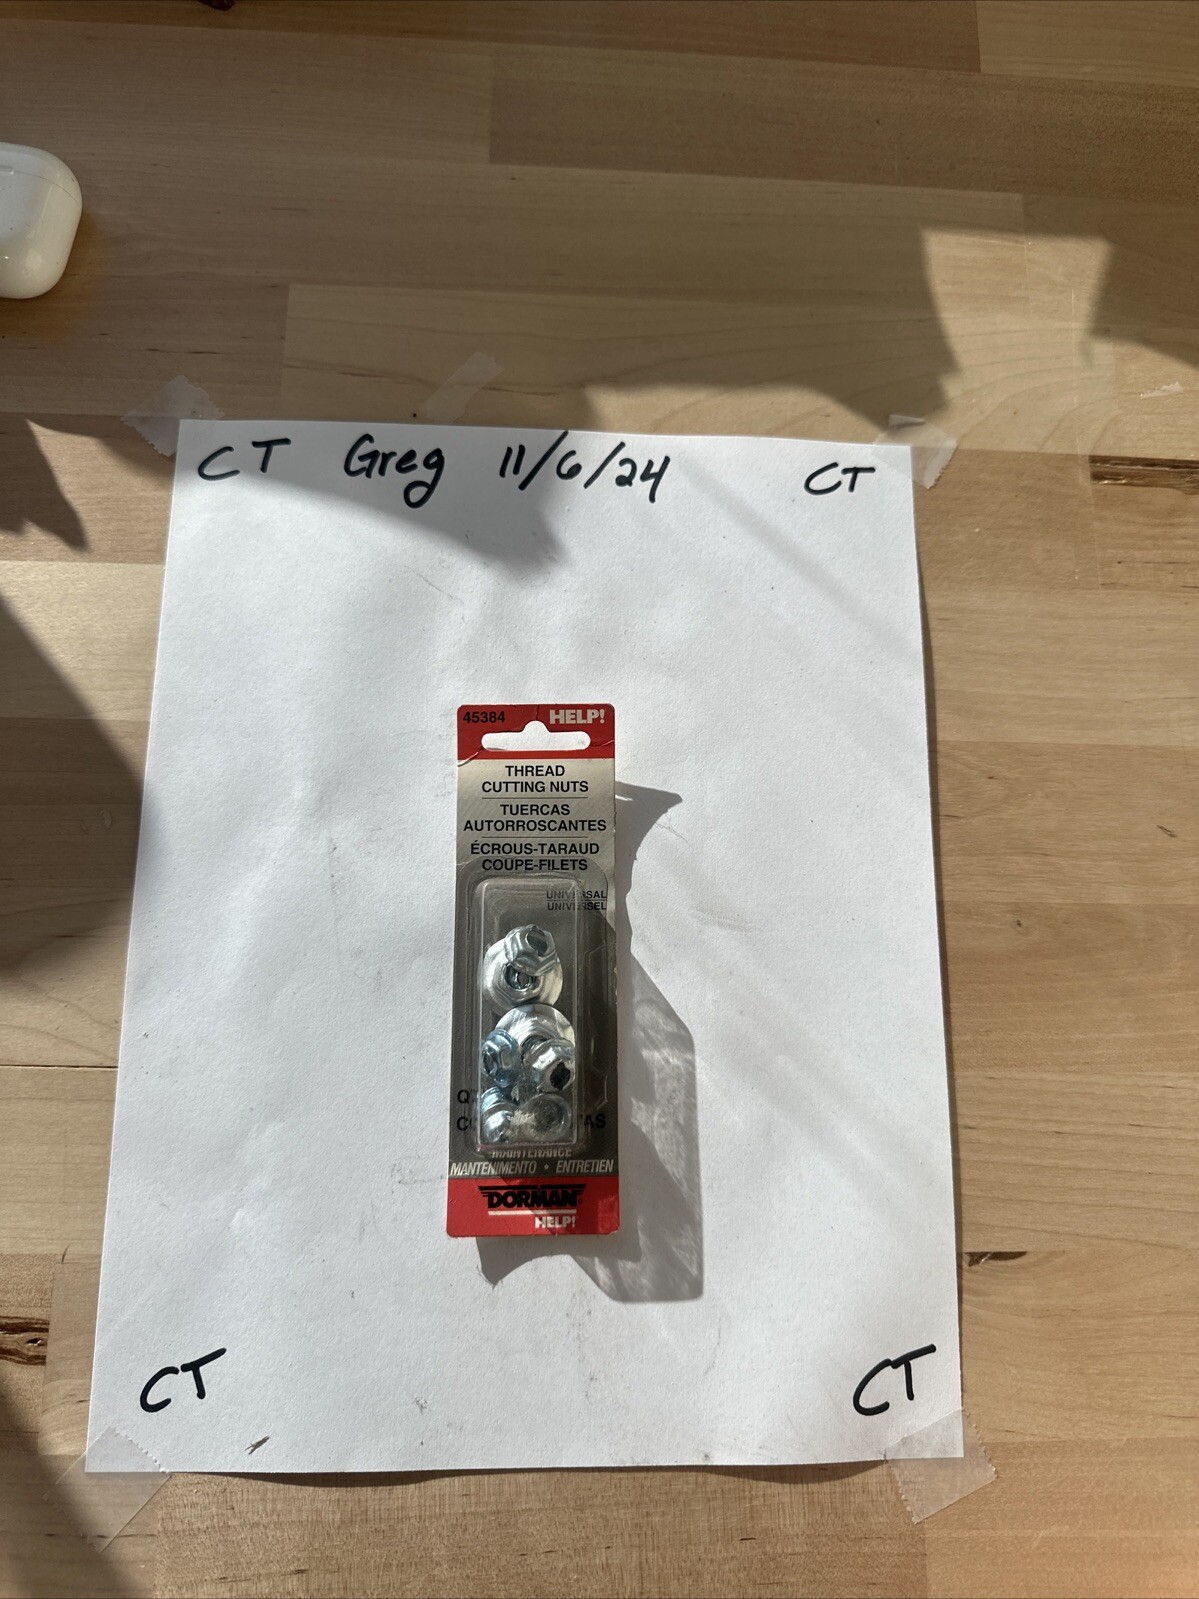 CT Greg 11/6/24 CT
45384 HELP!
THREAD
CUTTING NUTS
TUERCAS
AUTORROSCANTES
ÉCROUS-TARAUD
COUPE-FILETS
UNIVERSAL
UNIVERSEL
MAINTENANCE
MANTENIMENTO • ENTRETIEN
DORMAN
HELP!
CT CT